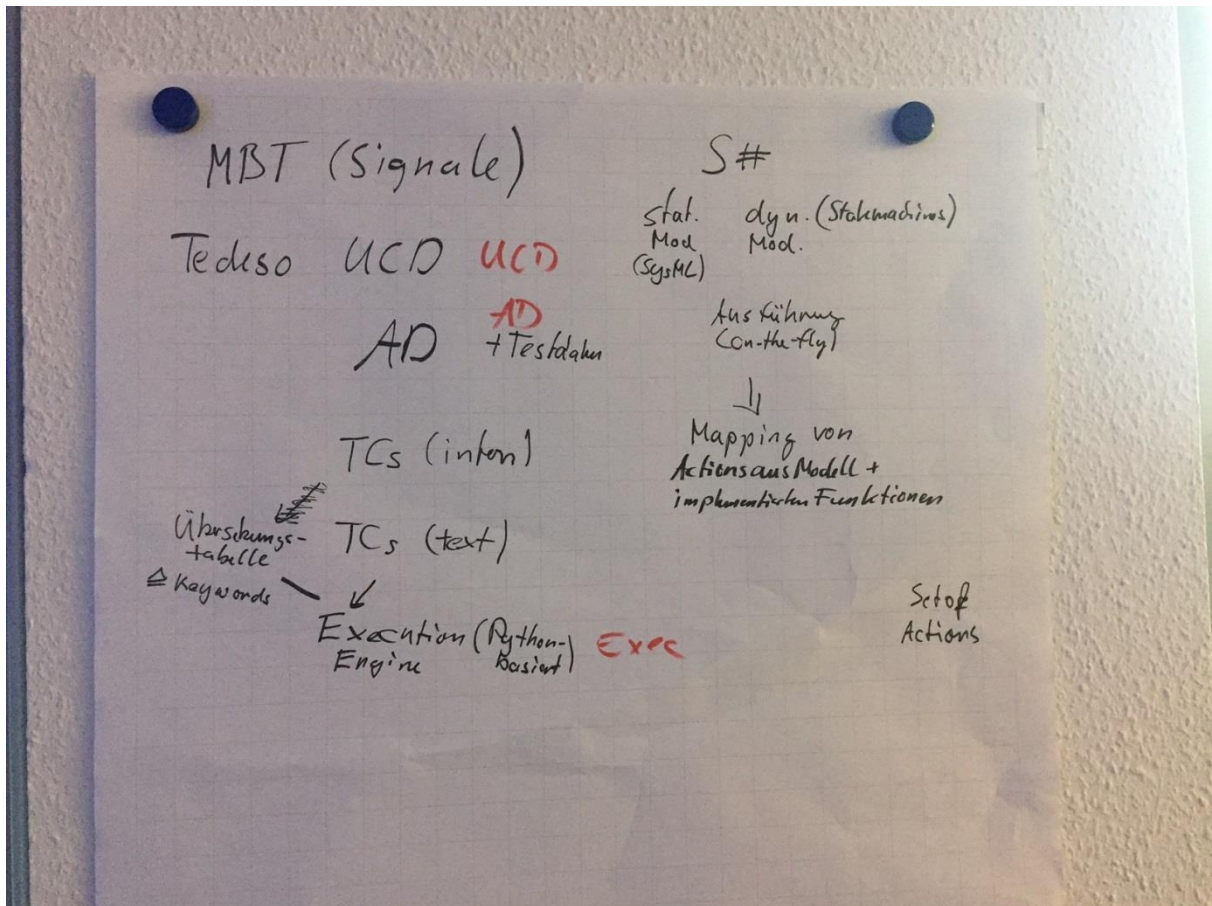 MBT (Signale)
Tedeso UCD UCD
AD AD
+ Testdaten
TCs (intern)
TCs (text)
Übersetzungs-
tabelle
≙ Keywords
Execution (Python-
Engine basiert) Exec
S#
stat. dyn. (Statemachines)
Mod Mod.
(SysML)
Ausführung
(on-the-fly)
⇓
Mapping von
Actions aus Modell +
implementierten Funktionen
Set of
Actions